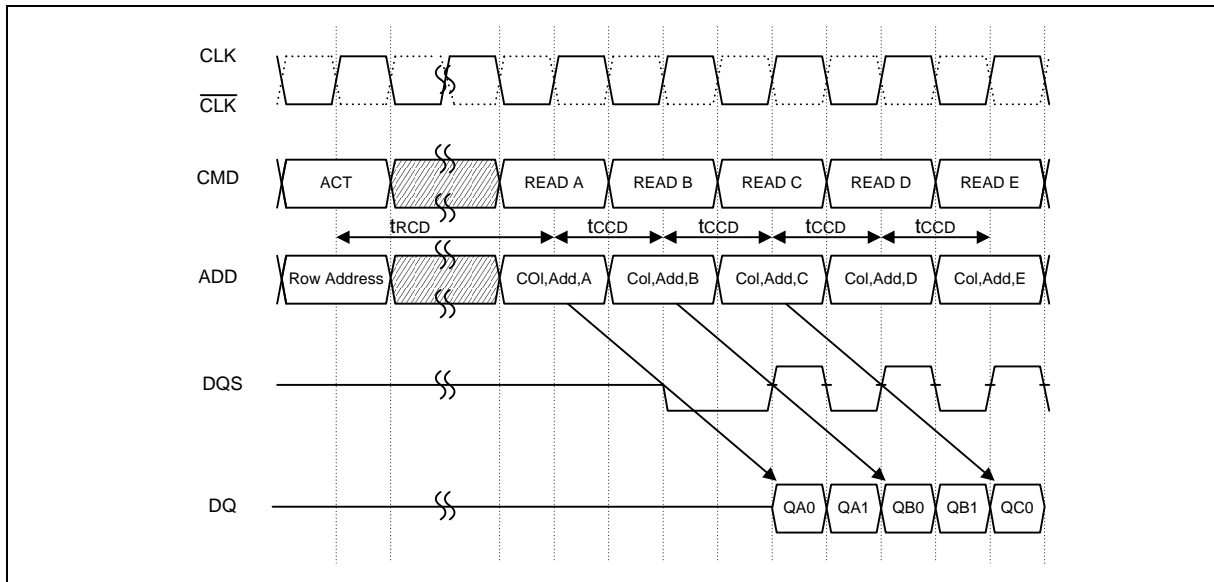 CLK
CLK
CMD ACT READ A READ B READ C READ D READ E
tRCD tCCD tCCD tCCD tCCD
ADD Row Address COl,Add,A Col,Add,B Col,Add,C Col,Add,D Col,Add,E
DQS
DQ QA0 QA1 QB0 QB1 QC0